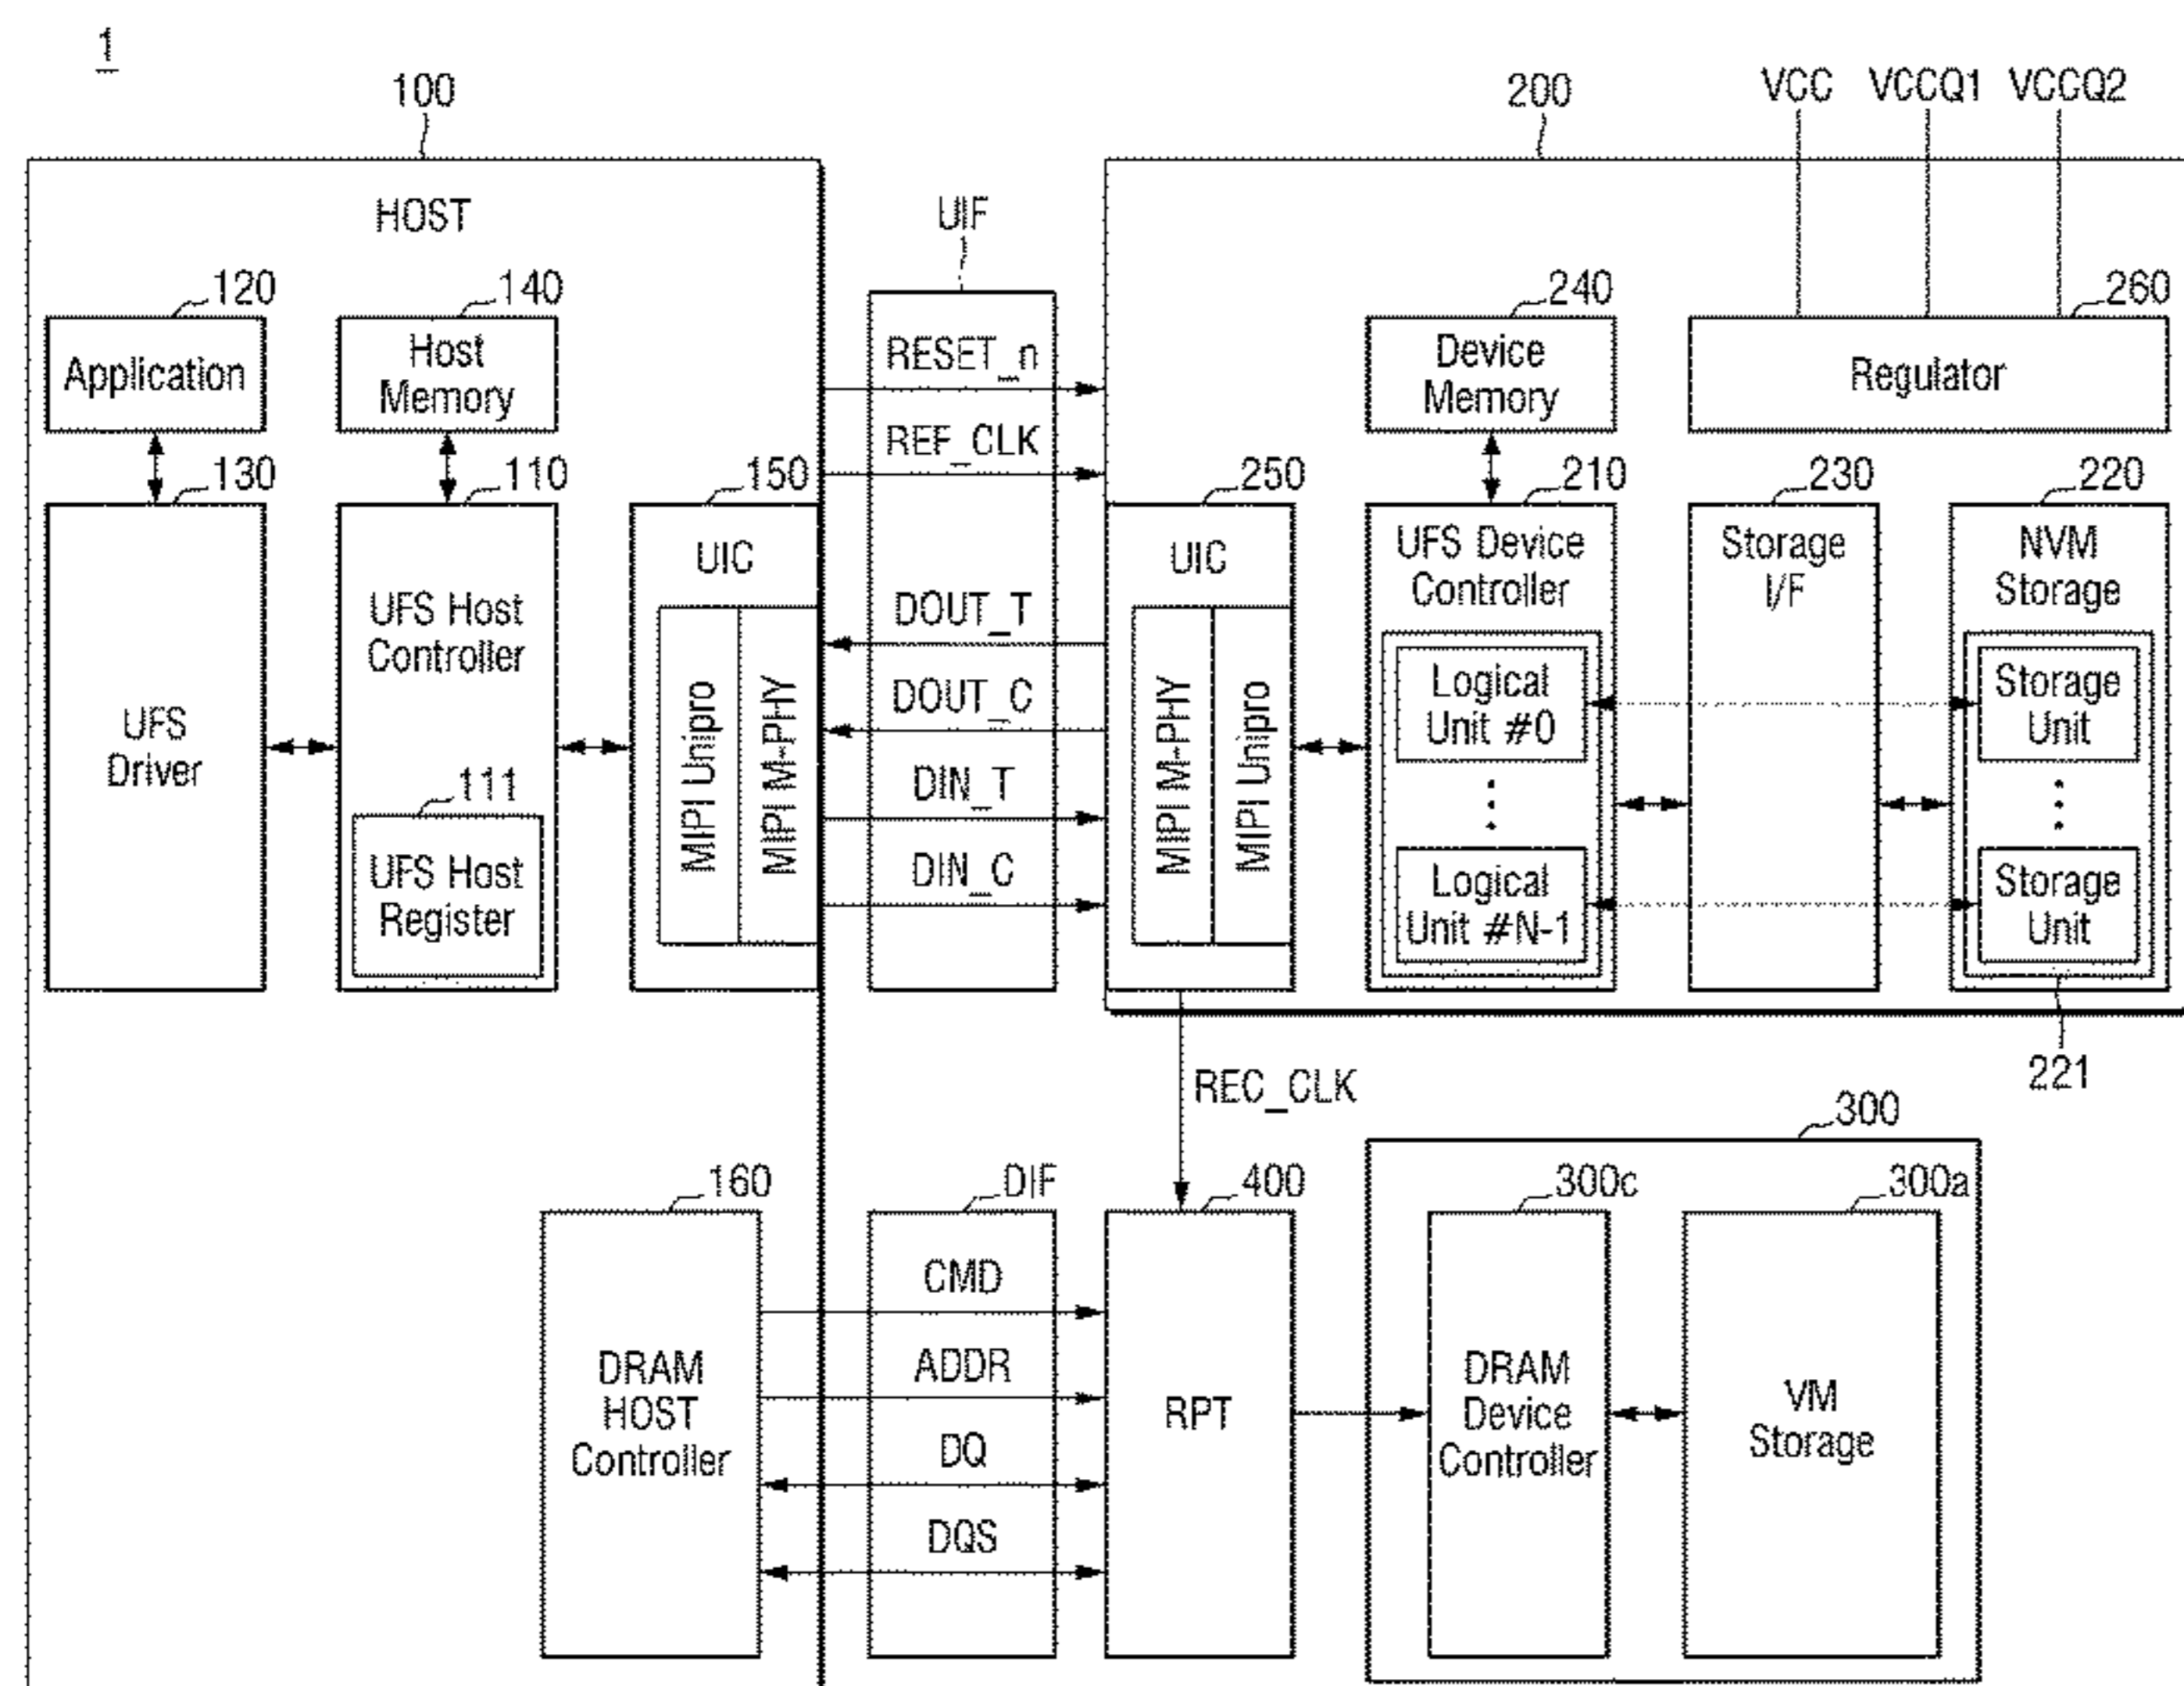 1
100
200
VCC
VCCQ1
VCCQ2
HOST
UIF
120
140
240
260
Application
Host
Memory
RESET_n
REF_CLK
Device
Memory
Regulator
130
110
150
250
210
230
220
UFS
Driver
UFS Host
Controller
111
UFS Host
Register
UIC
MIPI Unipro
MIPI M-PHY
DOUT_T
DOUT_C
DIN_T
DIN_C
UIC
MIPI M-PHY
MIPI Unipro
UFS Device
Controller
Logical
Unit #0
Logical
Unit #N-1
Storage
I/F
NVM
Storage
Storage
Unit
Storage
Unit
221
REC_CLK
300
160
DIF
400
300c
300a
DRAM
HOST
Controller
CMD
ADDR
DQ
DQS
RPT
DRAM
Device
Controller
VM
Storage